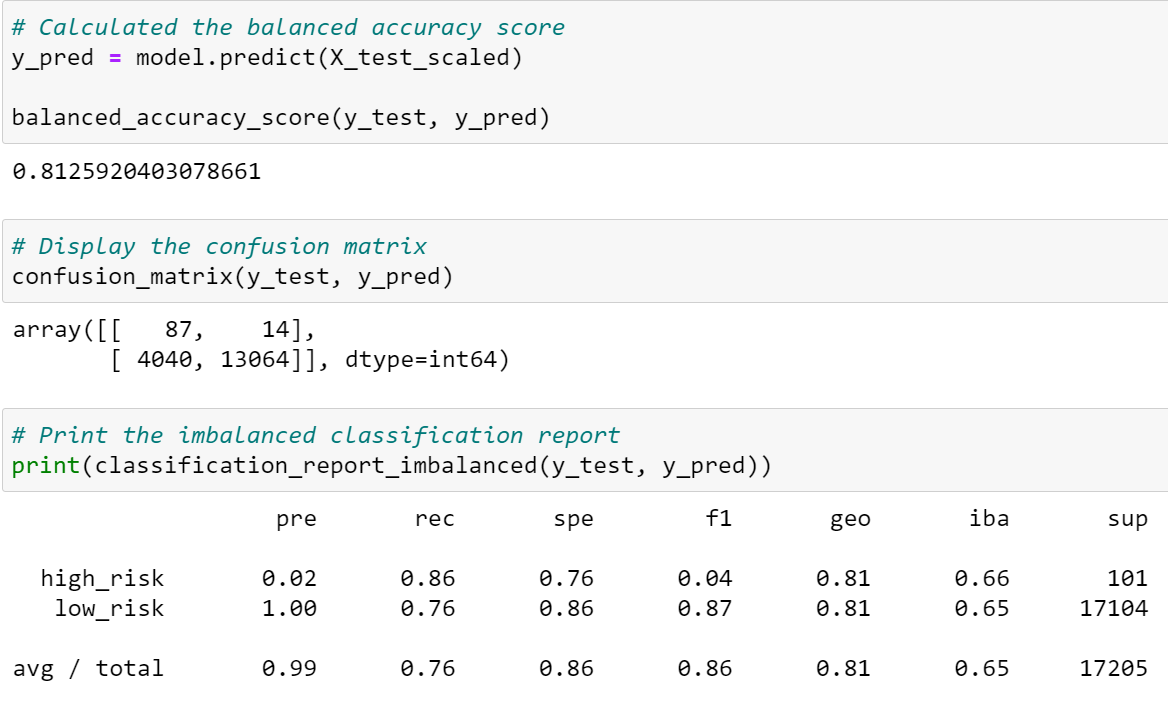 # Calculated the balanced accuracy score
y_pred = model.predict(X_test_scaled)
balanced_accuracy_score(y_test, y_pred)
0.8125920403078661
# Display the confusion matrix
confusion_matrix(y_test, y_pred)
array([[   87,    14],
       [ 4040, 13064]], dtype=int64)
# Print the imbalanced classification report
print(classification_report_imbalanced(y_test, y_pred))
                   pre       rec       spe        f1       geo       iba       sup
  high_risk       0.02      0.86      0.76      0.04      0.81      0.66       101
   low_risk       1.00      0.76      0.86      0.87      0.81      0.65     17104
avg / total       0.99      0.76      0.86      0.86      0.81      0.65     17205